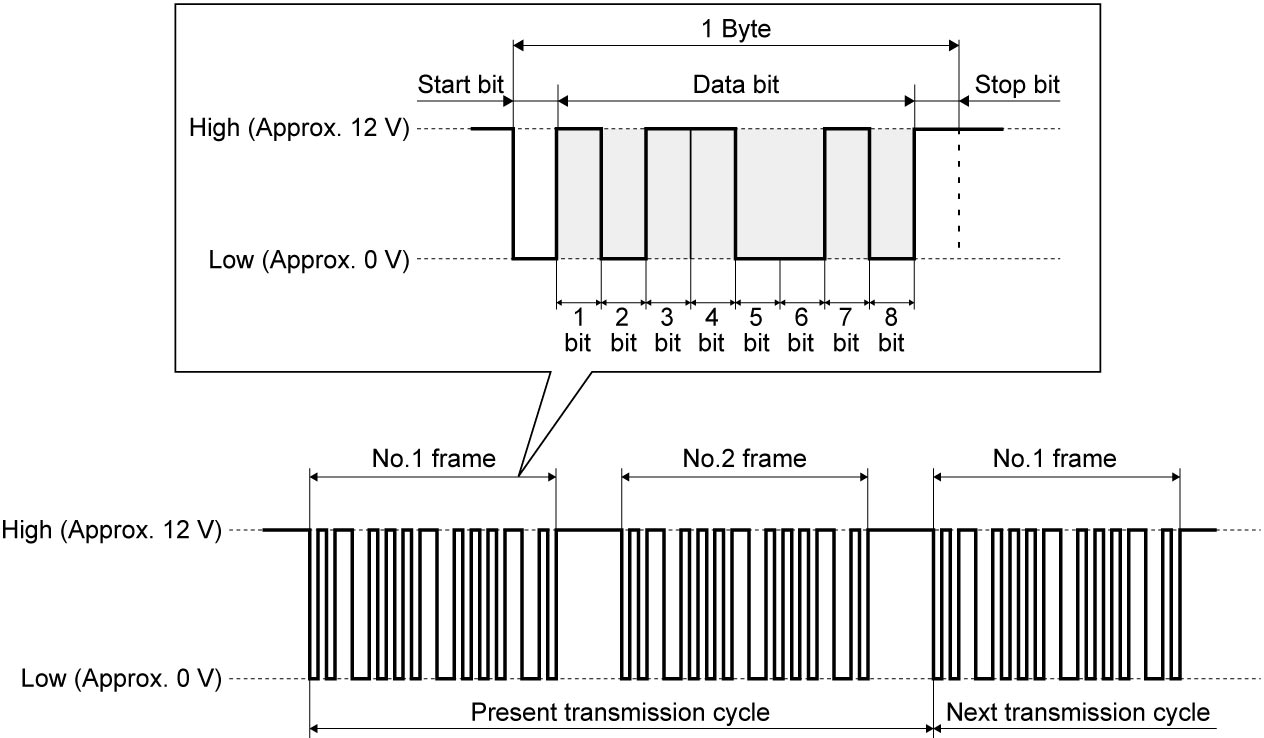 1 Byte
Start bit
Data bit
Stop bit
High (Approx. 12 V)
Low (Approx. 0 V)
1 2 3 4 5 6 7 8
bit bit bit bit bit bit bit bit
No.1 frame
No.2 frame
No.1 frame
High (Approx. 12 V)
Low (Approx. 0 V)
Present transmission cycle
Next transmission cycle